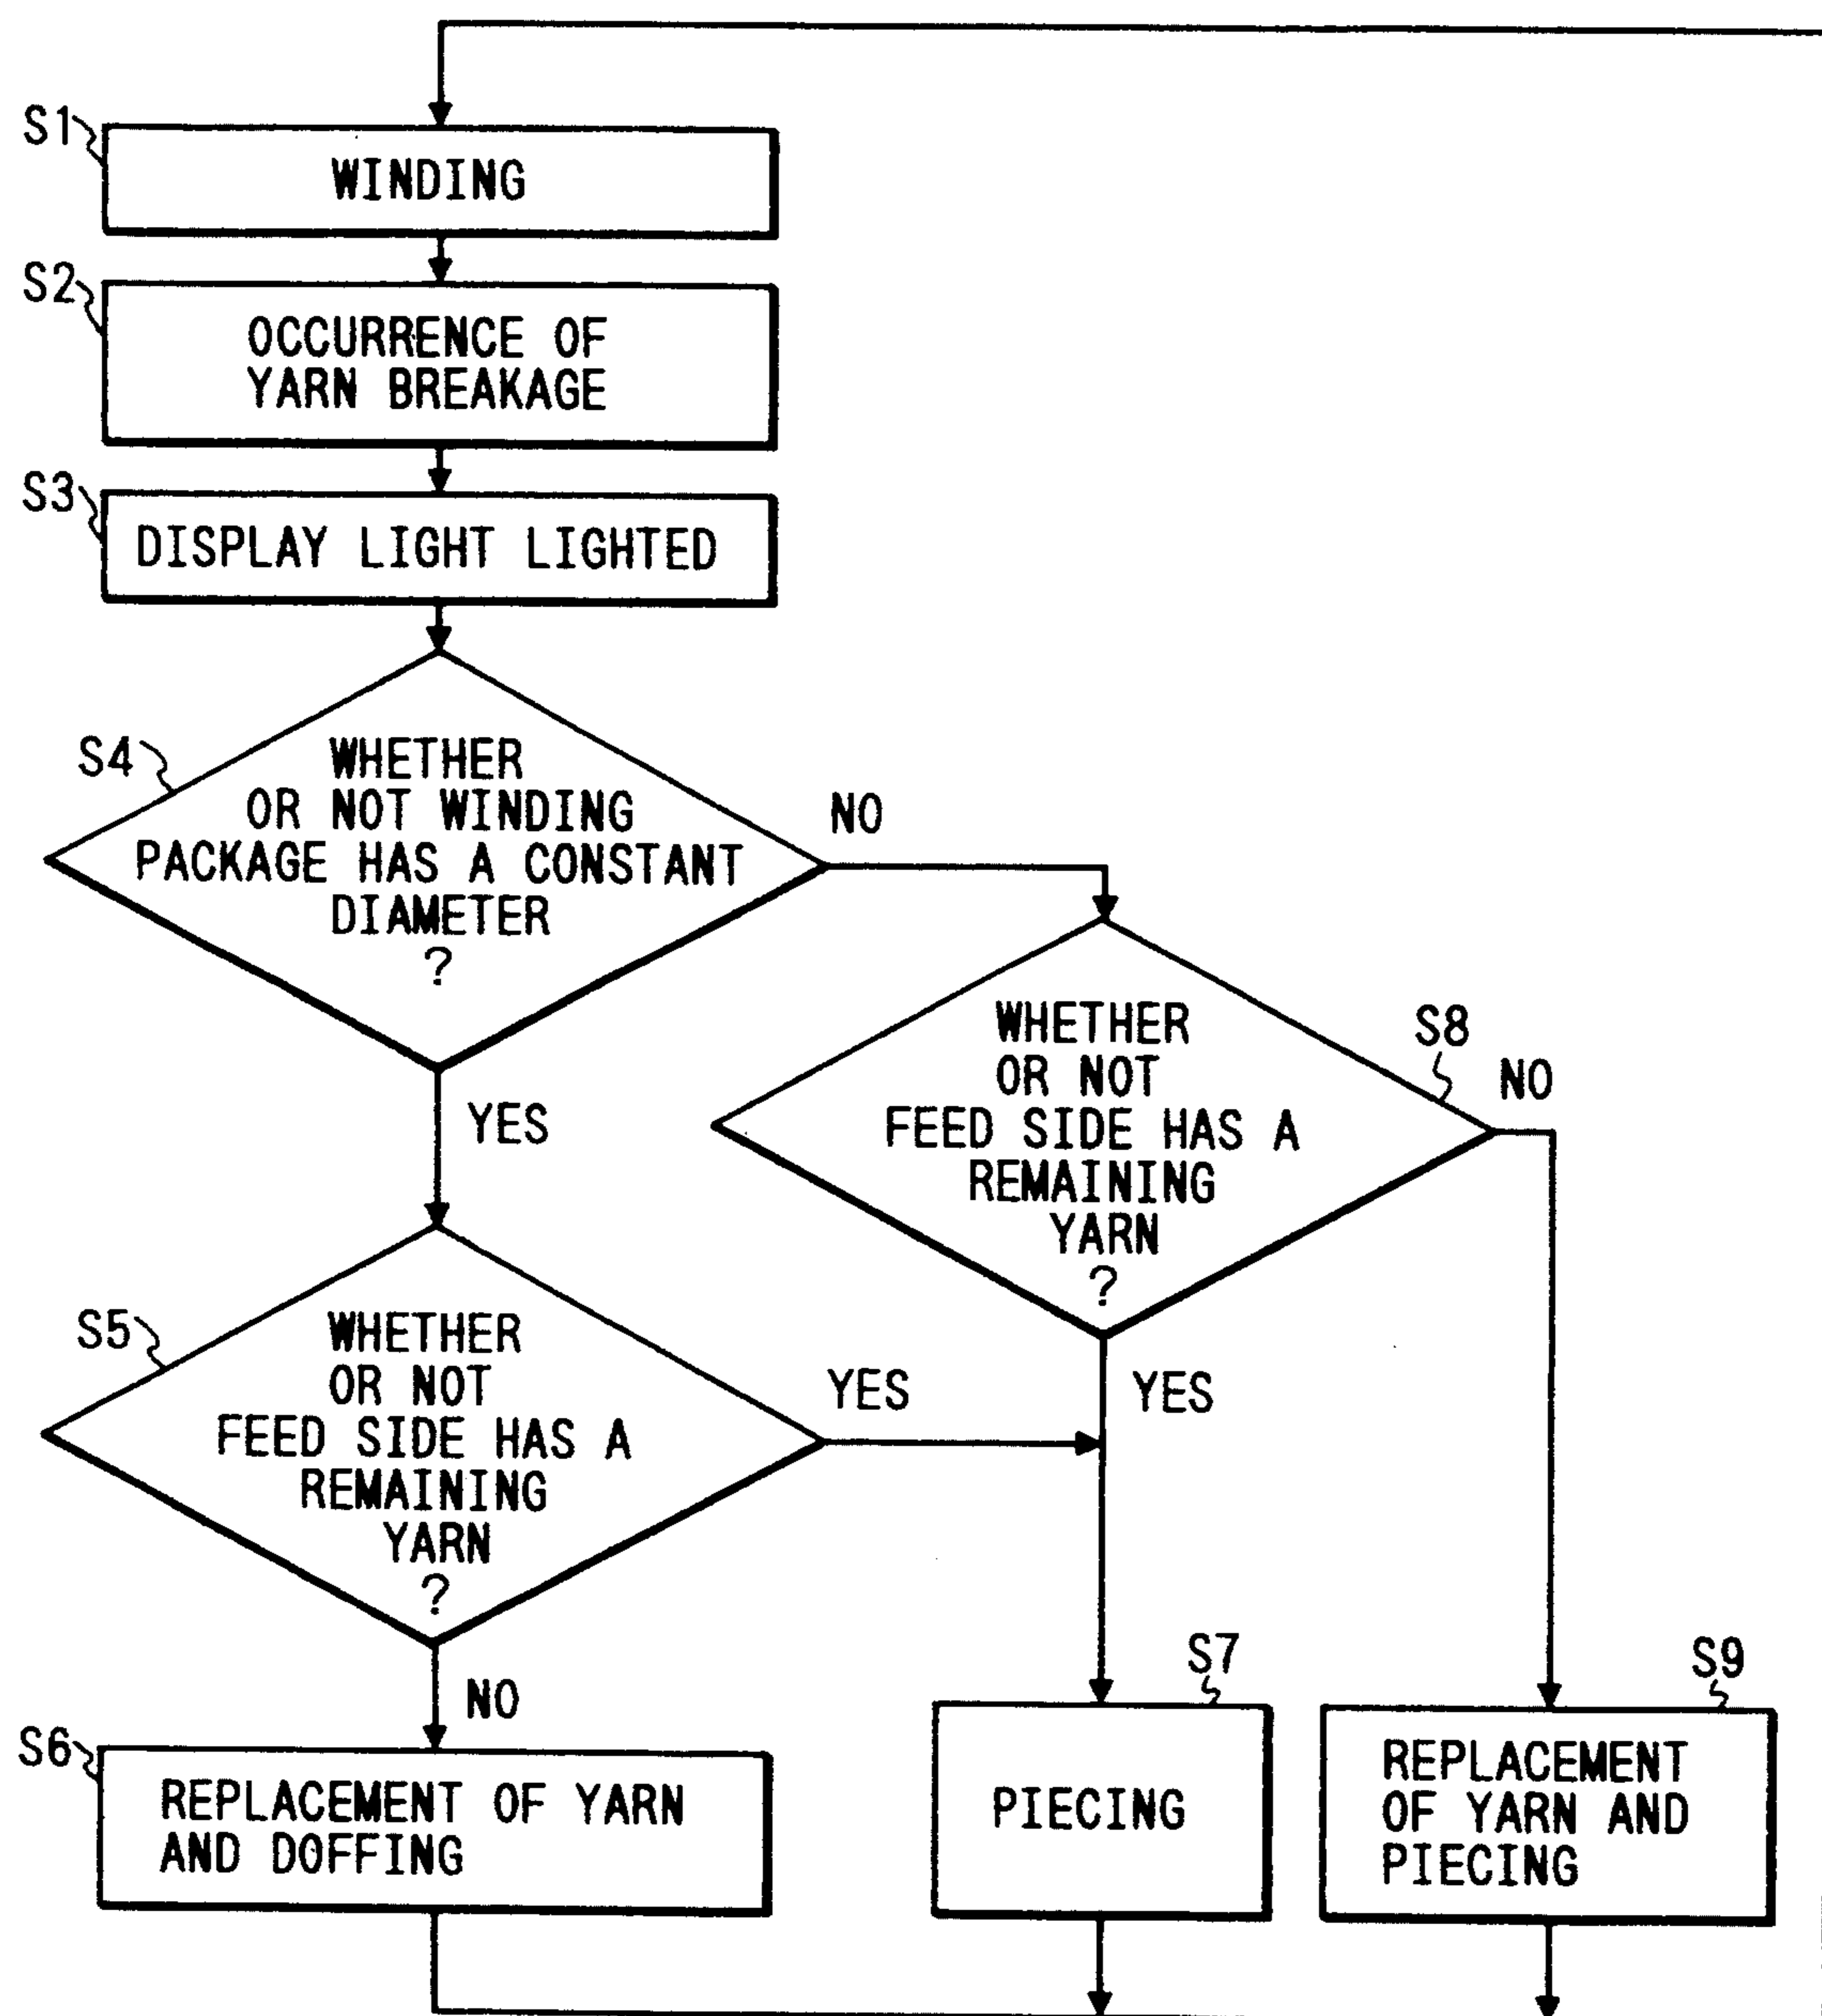 S1
WINDING
S2
OCCURRENCE OF
YARN BREAKAGE
S3
DISPLAY LIGHT LIGHTED
S4
WHETHER
OR NOT WINDING
PACKAGE HAS A CONSTANT
DIAMETER
?
NO
YES
S8
WHETHER
OR NOT
FEED SIDE HAS A
REMAINING
YARN
?
NO
YES
S5
WHETHER
OR NOT
FEED SIDE HAS A
REMAINING
YARN
?
YES
NO
S6
REPLACEMENT OF YARN
AND DOFFING
S7
PIECING
S9
REPLACEMENT
OF YARN AND
PIECING